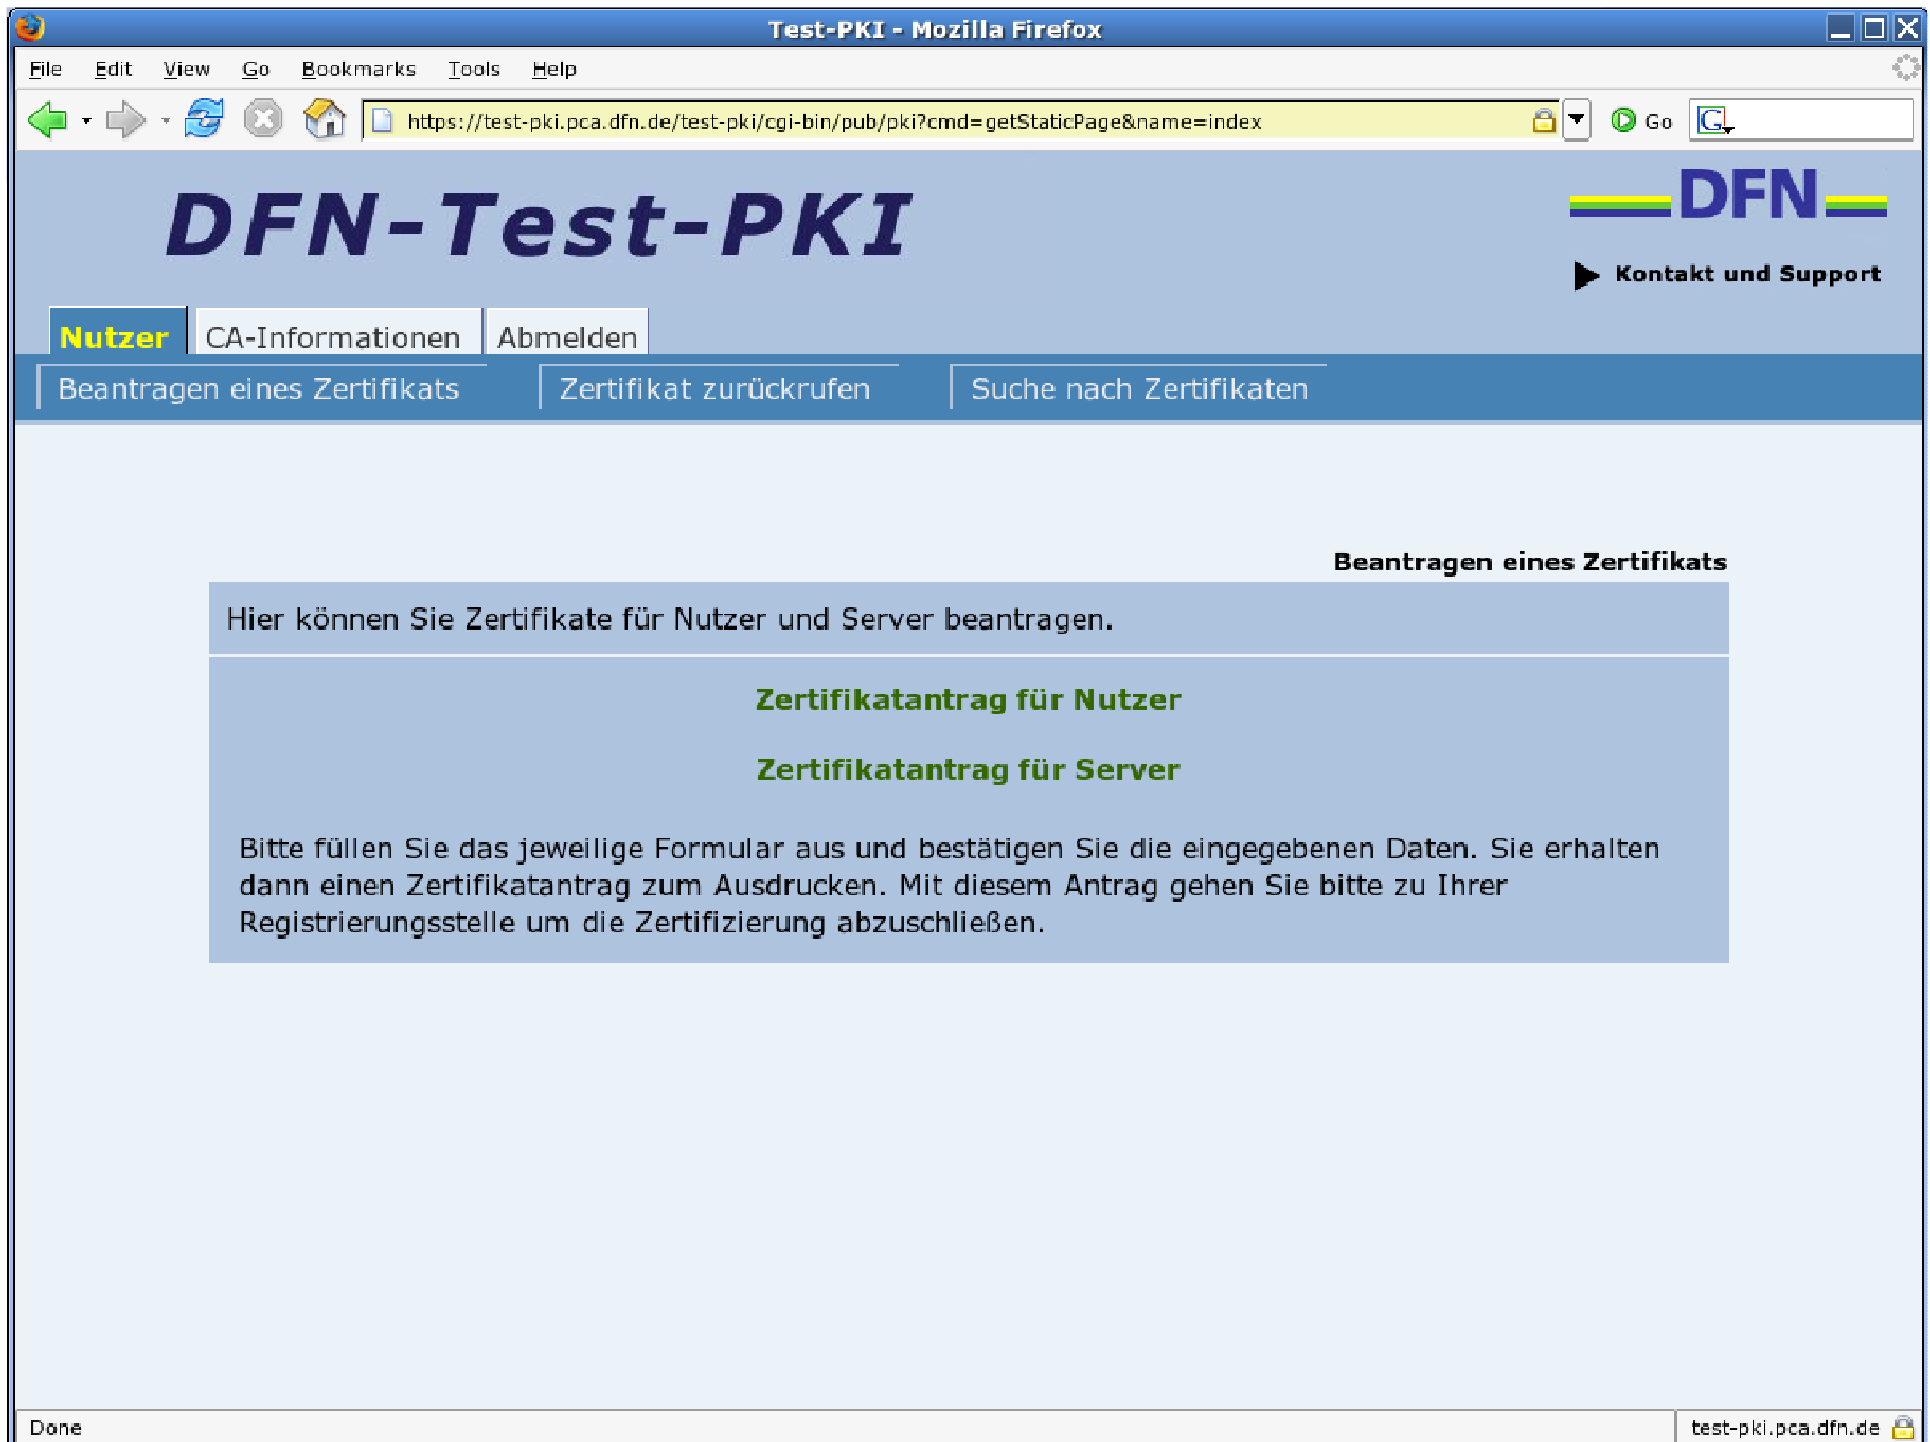 Test-PKI - Mozilla Firefox
File Edit View Go Bookmarks Tools Help
https://test-pki.pca.dfn.de/test-pki/cgi-bin/pub/pki?cmd=getStaticPage&name=index Go G
DFN-Test-PKI
DFN
Kontakt und Support
Nutzer CA-Informationen Abmelden
Beantragen eines Zertifikats Zertifikat zurückrufen Suche nach Zertifikaten
Beantragen eines Zertifikats
Hier können Sie Zertifikate für Nutzer und Server beantragen.
Zertifikatantrag für Nutzer
Zertifikatantrag für Server
Bitte füllen Sie das jeweilige Formular aus und bestätigen Sie die eingegebenen Daten. Sie erhalten
dann einen Zertifikatantrag zum Ausdrucken. Mit diesem Antrag gehen Sie bitte zu Ihrer
Registrierungsstelle um die Zertifizierung abzuschließen.
Done test-pki.pca.dfn.de